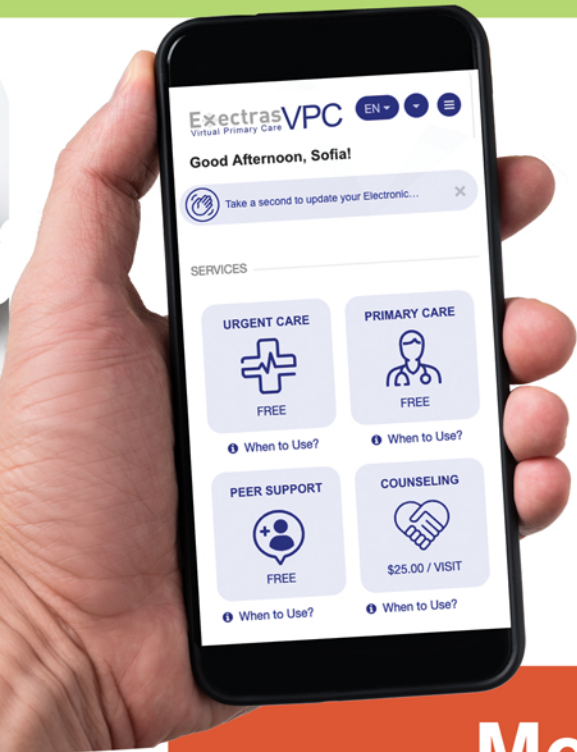 ExectrasVPC EN
Virtual Primary Care
Good Afternoon, Sofia!
Take a second to update your Electronic...
SERVICES
URGENT CARE
FREE
When to Use?
PRIMARY CARE
FREE
When to Use?
PEER SUPPORT
FREE
When to Use?
COUNSELING
$25.00 / VISIT
When to Use?